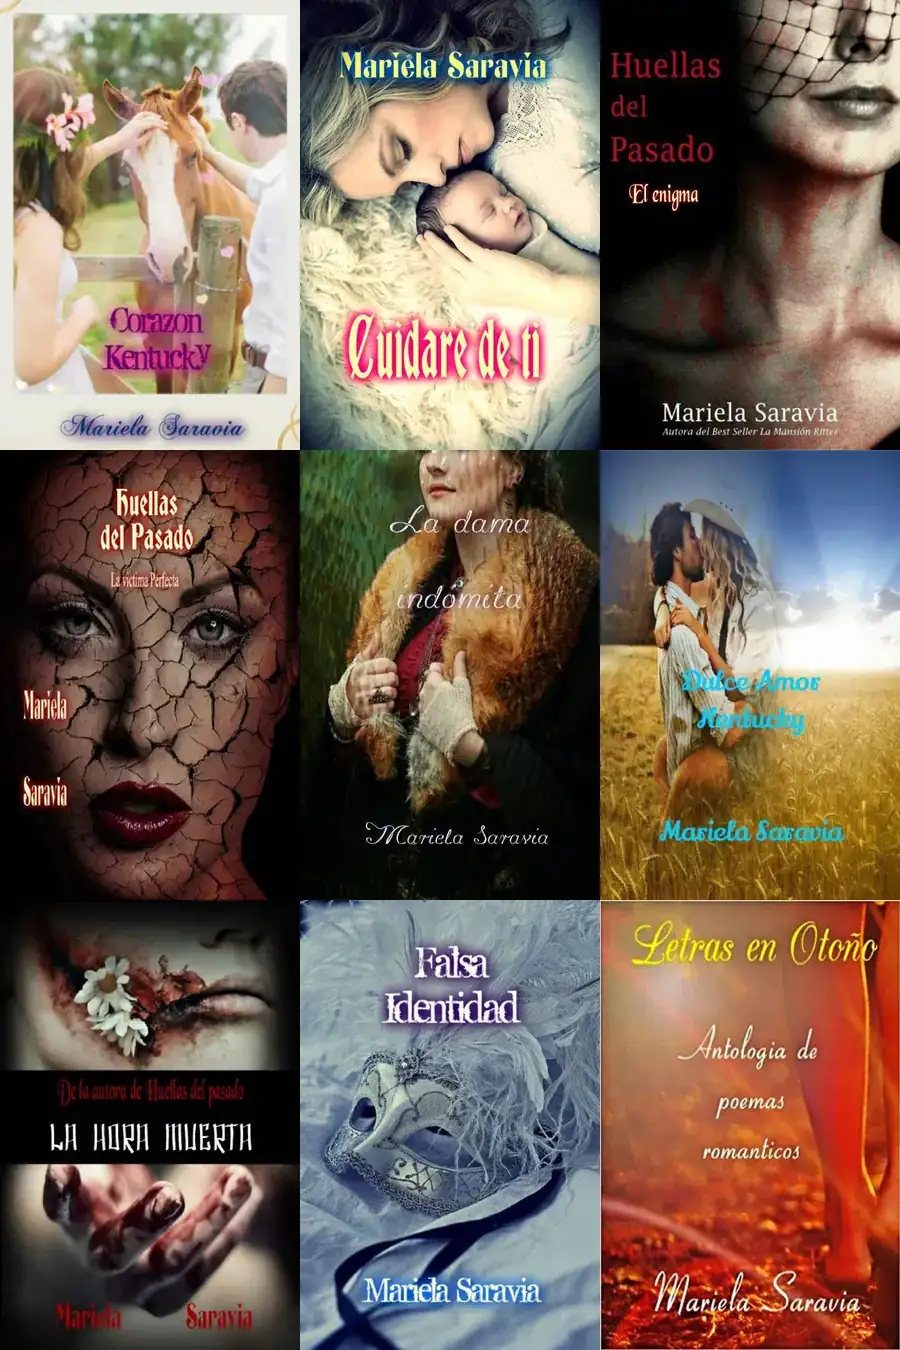 Corazon
Kentucky
Mariela Saravia
Mariela Saravia
Cuidare de ti
Huellas
del
Pasado
El enigma
Mariela Saravia
Autora del Best Seller La Mansión Ritter
Huellas
del Pasado
La víctima Perfecta
Mariela
Saravia
La dama
indómita
Mariela Saravia
Dulce Amor
Kentucky
Mariela Saravia
De la autora de Huellas del pasado
LA HORA MUERTA
Mariela Saravia
Falsa
Identidad
Mariela Saravia
Letras en Otoño
Antologia de
poemas
romanticos
Mariela Saravia